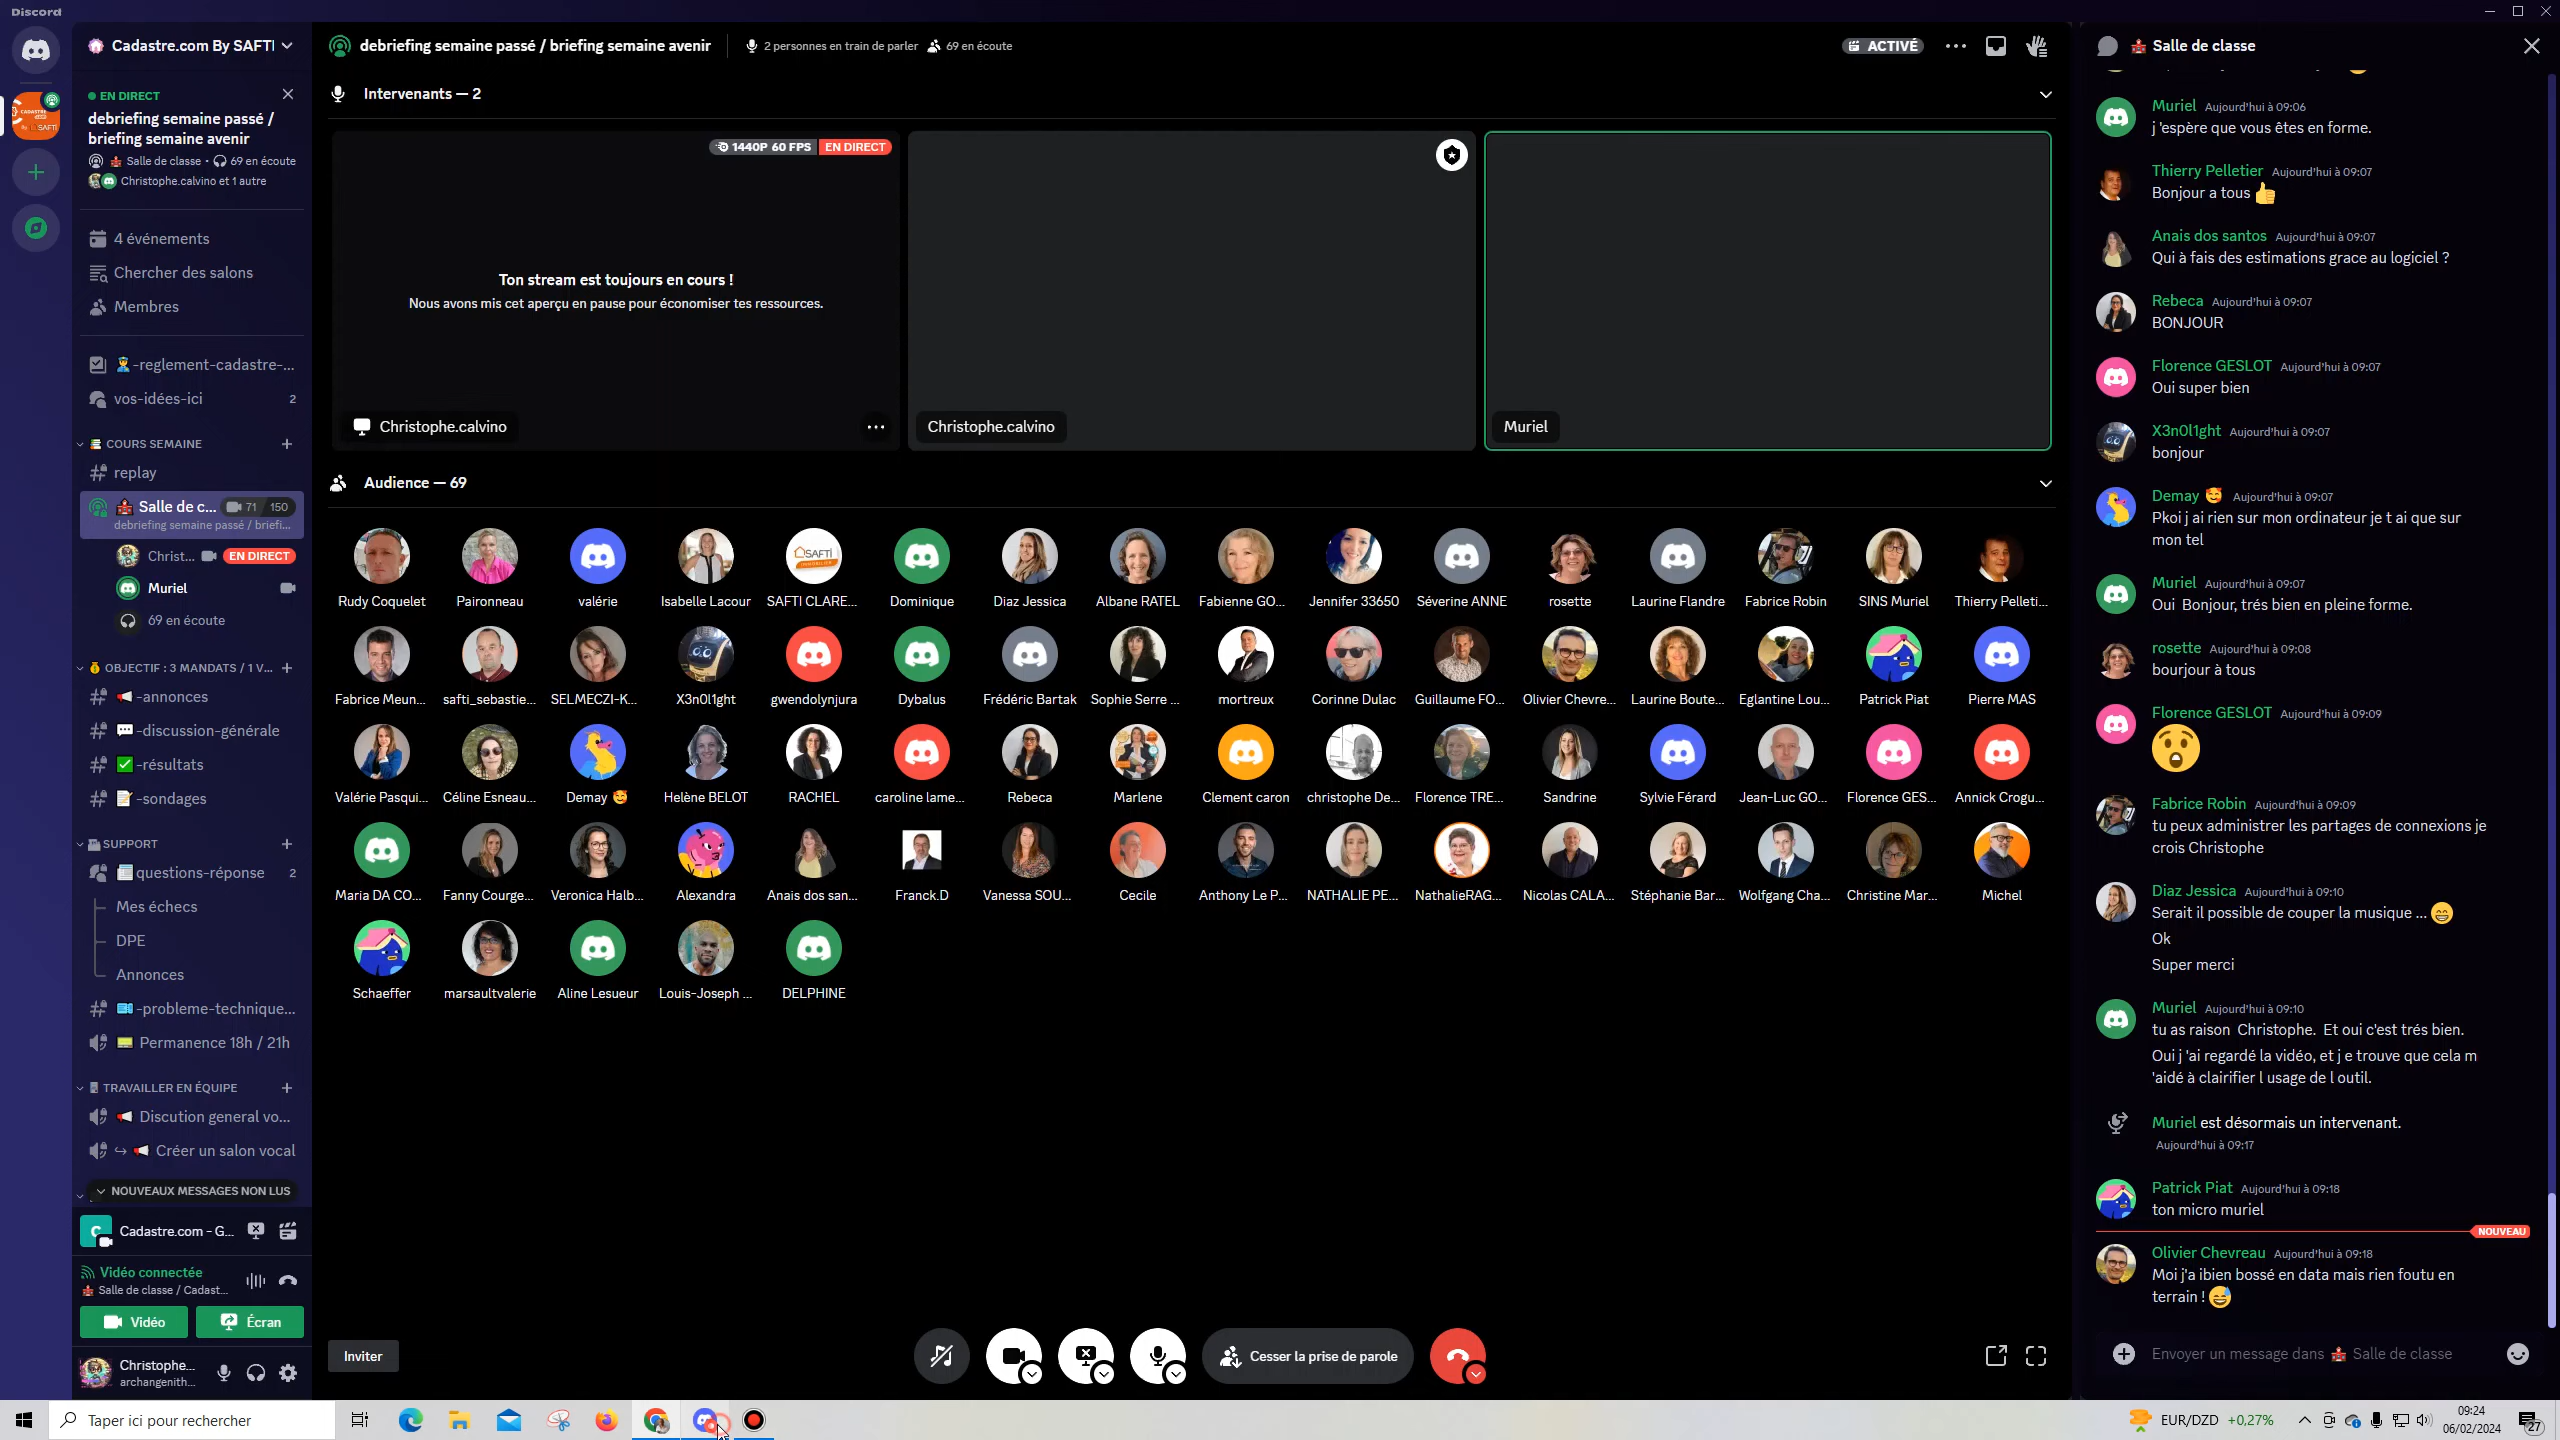 Discord
Cadastre.com By SAFTI
EN DIRECT
debriefing semaine passé /
briefing semaine avenir
Salle de classe • 69 en écoute
Christophe.calvino et 1 autre
4 événements
Chercher des salons
Membres
-reglement-cadastre-...
vos-idées-ici 2
COURS SEMAINE
replay
Salle de c... 71 150
debriefing semaine passé / briefi...
Christ... EN DIRECT
Muriel
69 en écoute
OBJECTIF : 3 MANDATS / 1 V...
-annonces
-discussion-générale
-résultats
-sondages
SUPPORT
questions-réponse 2
Mes échecs
DPE
Annonces
-probleme-technique...
Permanence 18h / 21h
TRAVAILLER EN ÉQUIPE
Discution general vo...
Créer un salon vocal
NOUVEAUX MESSAGES NON LUS
Cadastre.com - G...
Vidéo connectée
Salle de classe / Cadast...
Vidéo Écran
Christophe...
archangenith...
debriefing semaine passé / briefing semaine avenir 2 personnes en train de parler 69 en écoute
ACTIVÉ
Intervenants — 2
1440P 60 FPS EN DIRECT
Ton stream est toujours en cours !
Nous avons mis cet aperçu en pause pour économiser tes ressources.
Christophe.calvino
Christophe.calvino
Muriel
Audience — 69
Rudy Coquelet Paironneau valérie Isabelle Lacour SAFTI CLARE... Dominique Diaz Jessica Albane RATEL Fabienne GO... Jennifer 33650 Séverine ANNE rosette Laurine Flandre Fabrice Robin SINS Muriel Thierry Pelleti...
Fabrice Meun... safti_sebastie... SELMECZI-K... X3n0l1ght gwendolynjura Dybalus Frédéric Bartak Sophie Serre ... mortreux Corinne Dulac Guillaume FO... Olivier Chevre... Laurine Boute... Eglantine Lou... Patrick Piat Pierre MAS
Valérie Pasqui... Céline Esneau... Demay Helène BELOT RACHEL caroline lame... Rebeca Marlene Clement caron christophe De... Florence TRE... Sandrine Sylvie Férard Jean-Luc GO... Florence GES... Annick Crogu...
Maria DA CO... Fanny Courge... Veronica Halb... Alexandra Anais dos san... Franck.D Vanessa SOU... Cecile Anthony Le P... NATHALIE PE... NathalieRAG... Nicolas CALA... Stéphanie Bar... Wolfgang Cha... Christine Mar... Michel
Schaeffer marsaultvalerie Aline Lesueur Louis-Joseph ... DELPHINE
Inviter
Cesser la prise de parole
Salle de classe
Muriel Aujourd'hui à 09:06
j 'espère que vous êtes en forme.
Thierry Pelletier Aujourd'hui à 09:07
Bonjour a tous
Anais dos santos Aujourd'hui à 09:07
Qui à fais des estimations grace au logiciel ?
Rebeca Aujourd'hui à 09:07
BONJOUR
Florence GESLOT Aujourd'hui à 09:07
Oui super bien
X3n0l1ght Aujourd'hui à 09:07
bonjour
Demay Aujourd'hui à 09:07
Pkoi j ai rien sur mon ordinateur je t ai que sur
mon tel
Muriel Aujourd'hui à 09:07
Oui Bonjour, trés bien en pleine forme.
rosette Aujourd'hui à 09:08
bourjour à tous
Florence GESLOT Aujourd'hui à 09:09
Fabrice Robin Aujourd'hui à 09:09
tu peux administrer les partages de connexions je
crois Christophe
Diaz Jessica Aujourd'hui à 09:10
Serait il possible de couper la musique ...
Ok
Super merci
Muriel Aujourd'hui à 09:10
tu as raison Christophe. Et oui c'est trés bien.
Oui j 'ai regardé la vidéo, et j e trouve que cela m
'aidé à clairifier l usage de l outil.
Muriel est désormais un intervenant.
Aujourd'hui à 09:17
Patrick Piat Aujourd'hui à 09:18
ton micro muriel
NOUVEAU
Olivier Chevreau Aujourd'hui à 09:18
Moi j'a ibien bossé en data mais rien foutu en
terrain !
Envoyer un message dans Salle de classe
Taper ici pour rechercher
EUR/DZD +0,27%
09:24
06/02/2024
27